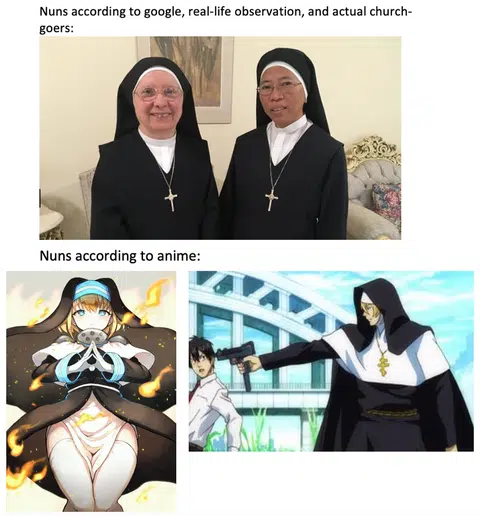 Nuns according to google, real-life observation, and actual church-
goers:
Nuns according to anime: